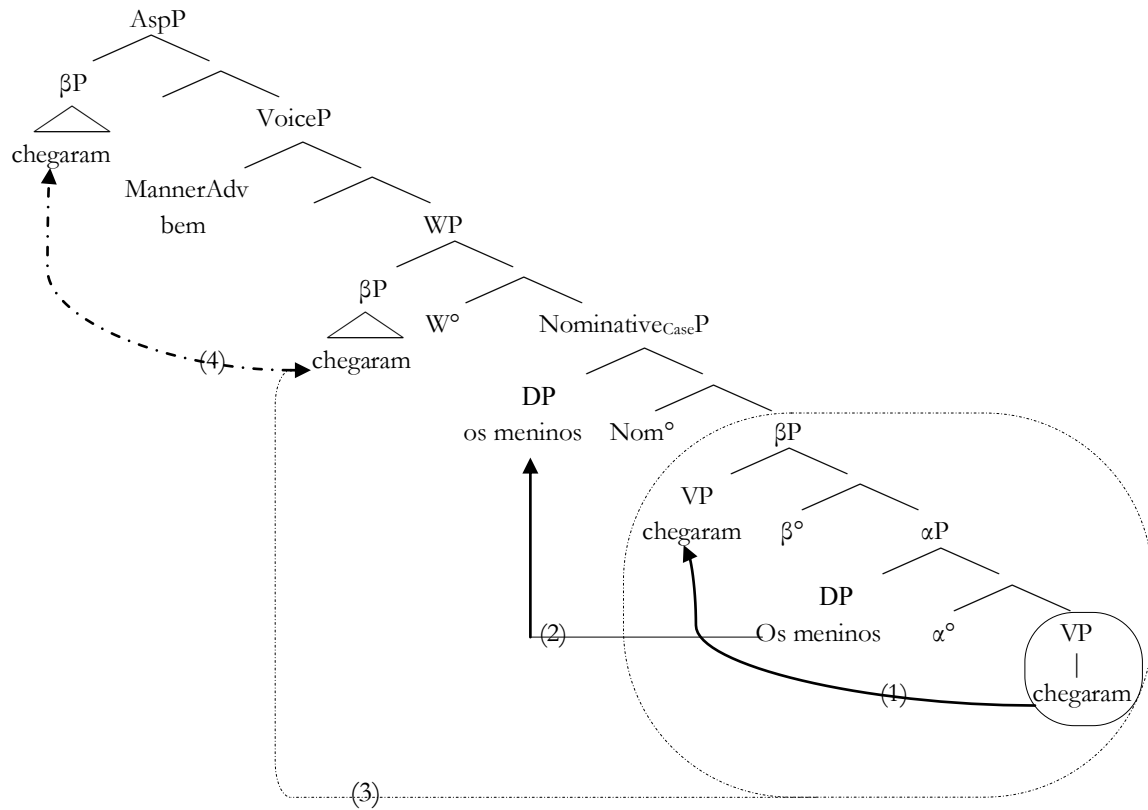 AspP
βP
VoiceP
chegaram
MannerAdv
bem
WP
βP
W°
Nominative_CaseP
chegaram
(4)
DP
os meninos
Nom°
βP
VP
chegaram
β°
αP
DP
Os meninos
α°
VP
chegaram
(2)
(1)
(3)